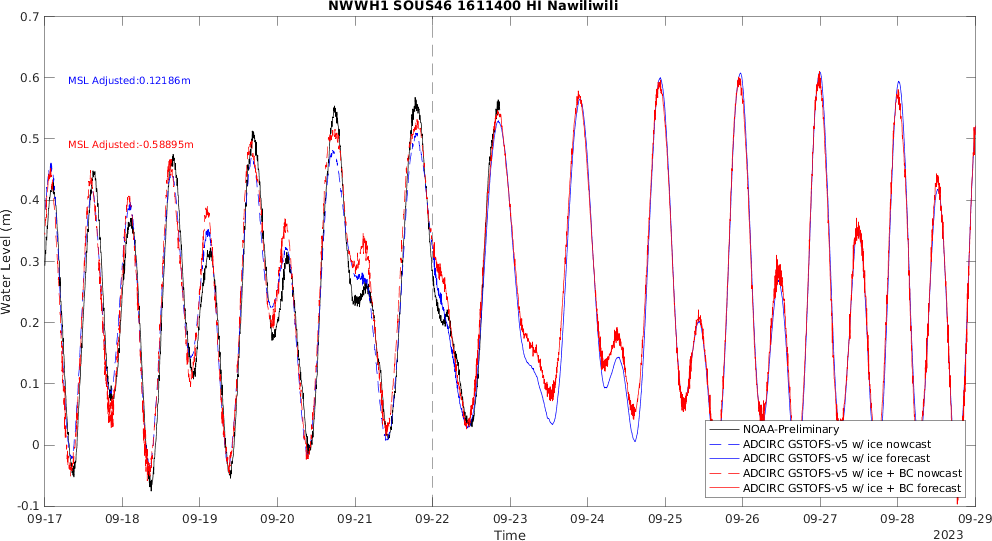 NWWH1 SOUS46 1611400 HI Nawiliwili
0.7
0.6
0.5
0.4
0.3
0.2
0.1
0
-0.1
Water Level (m)
MSL Adjusted:0.12186m
MSL Adjusted:-0.58895m
NOAA-Preliminary
ADCIRC GSTOFS-v5 w/ ice nowcast
ADCIRC GSTOFS-v5 w/ ice forecast
ADCIRC GSTOFS-v5 w/ ice + BC nowcast
ADCIRC GSTOFS-v5 w/ ice + BC forecast
09-17 09-18 09-19 09-20 09-21 09-22 09-23 09-24 09-25 09-26 09-27 09-28 09-29
Time
2023